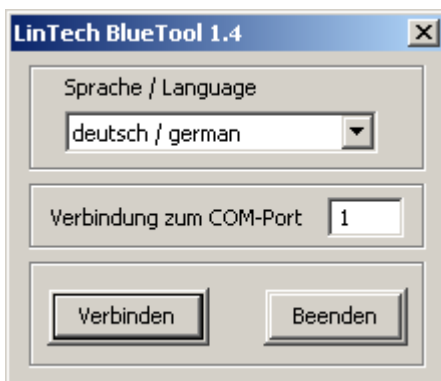 LinTech BlueTool 1.4
Sprache / Language
deutsch / german
Verbindung zum COM-Port 1
Verbinden Beenden